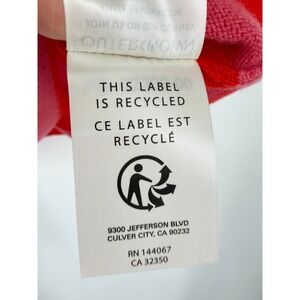 OUTERKNOWN
THIS LABEL
IS RECYCLED
CE LABEL EST
RECYCLÉ
9300 JEFFERSON BLVD
CULVER CITY, CA 90232
RN 144067
CA 32350